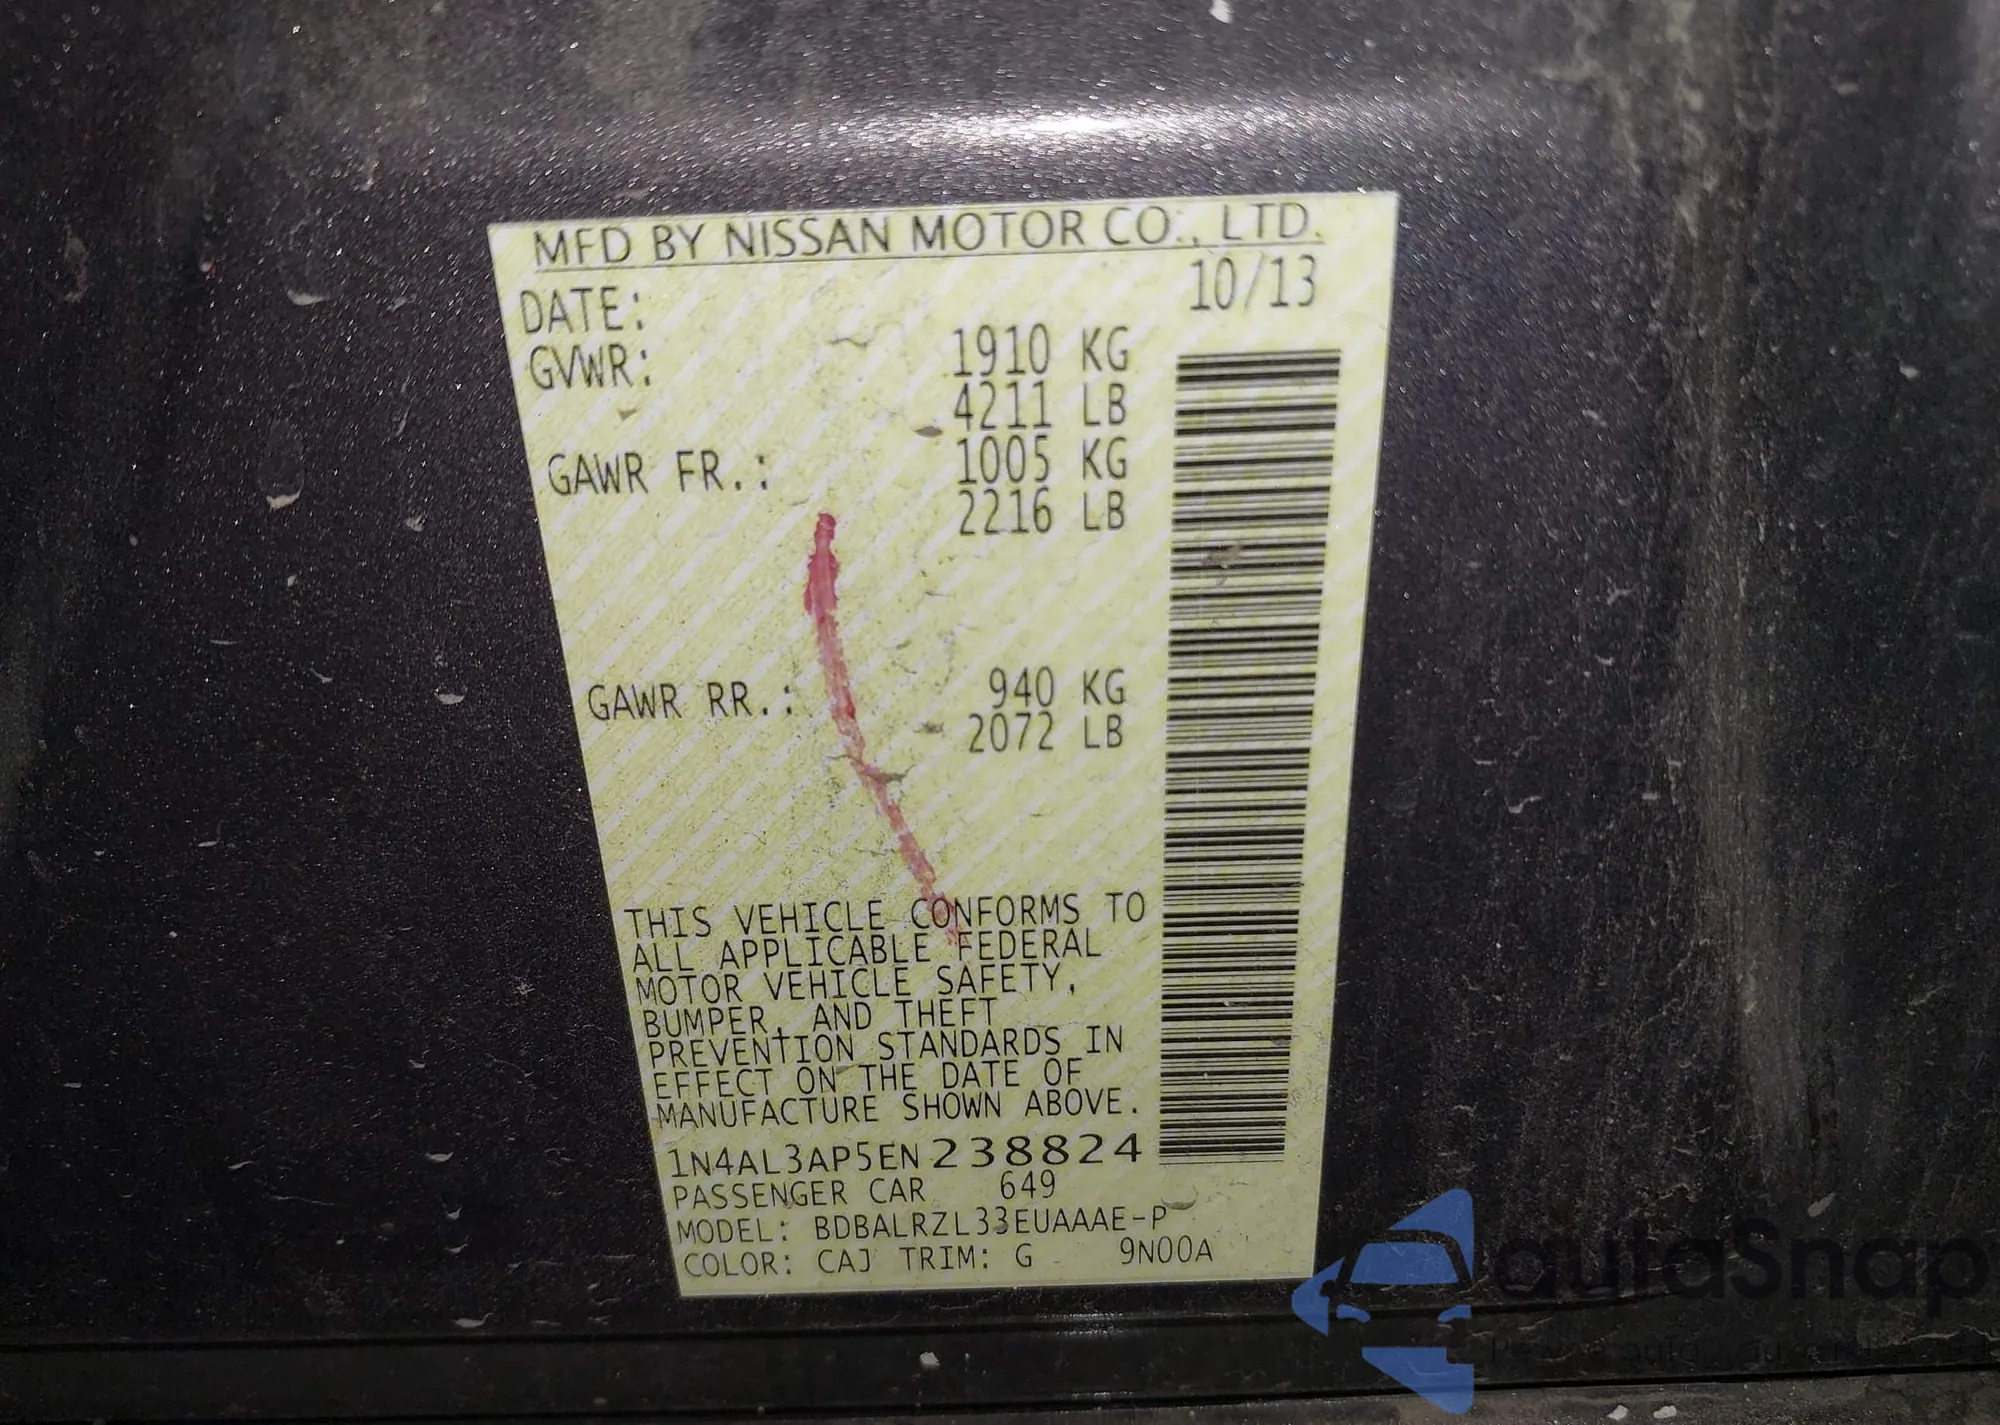 MFD BY NISSAN MOTOR CO., LTD.
DATE: 10/13
GVWR: 1910 KG
4211 LB
GAWR FR.: 1005 KG
2216 LB
GAWR RR.: 940 KG
2072 LB
THIS VEHICLE CONFORMS TO
ALL APPLICABLE FEDERAL
MOTOR VEHICLE SAFETY,
BUMPER, AND THEFT
PREVENTION STANDARDS IN
EFFECT ON THE DATE OF
MANUFACTURE SHOWN ABOVE.
1N4AL3AP5EN238824
PASSENGER CAR 649
MODEL: BDBALRZL33EUAAAE-P
COLOR: CAJ TRIM: G 9N00A
autaSnap